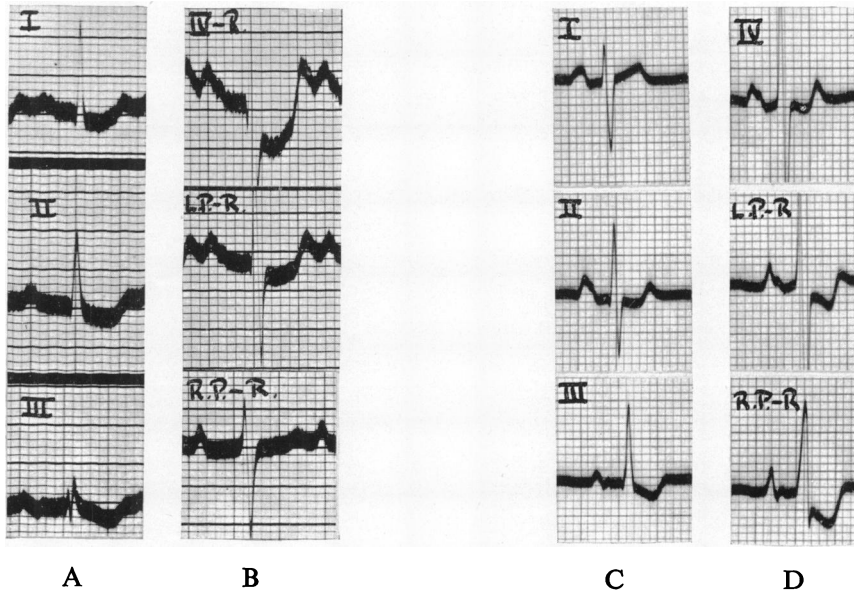 I
IV-R.
I
IV
II
L.P.-R.
II
L.P.-R
III
R.P.-R.
III
R.P.-R
A
B
C
D